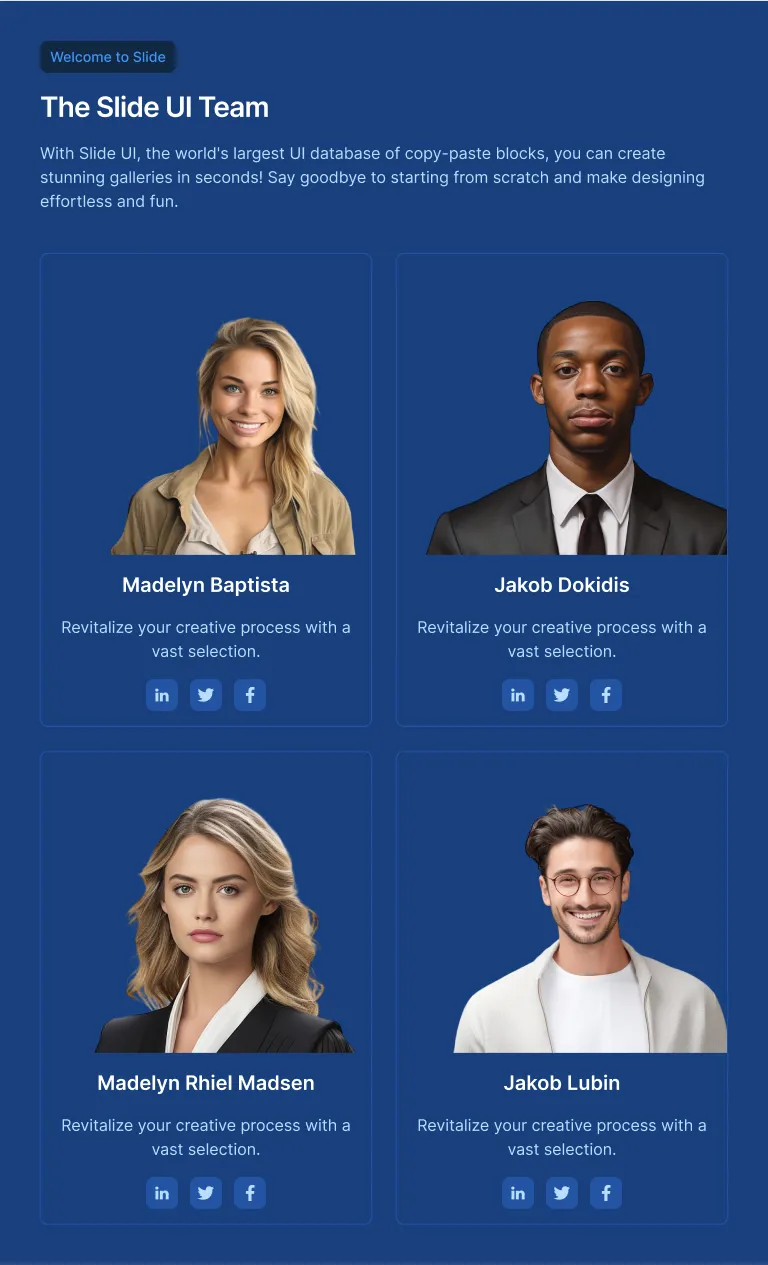 Welcome to Slide
The Slide UI Team
With Slide UI, the world's largest UI database of copy-paste blocks, you can create
stunning galleries in seconds! Say goodbye to starting from scratch and make designing
effortless and fun.
Madelyn Baptista
Revitalize your creative process with a
vast selection.
in
Jakob Dokidis
Revitalize your creative process with a
vast selection.
in
Madelyn Rhiel Madsen
Revitalize your creative process with a
vast selection.
in
Jakob Lubin
Revitalize your creative process with a
vast selection.
in